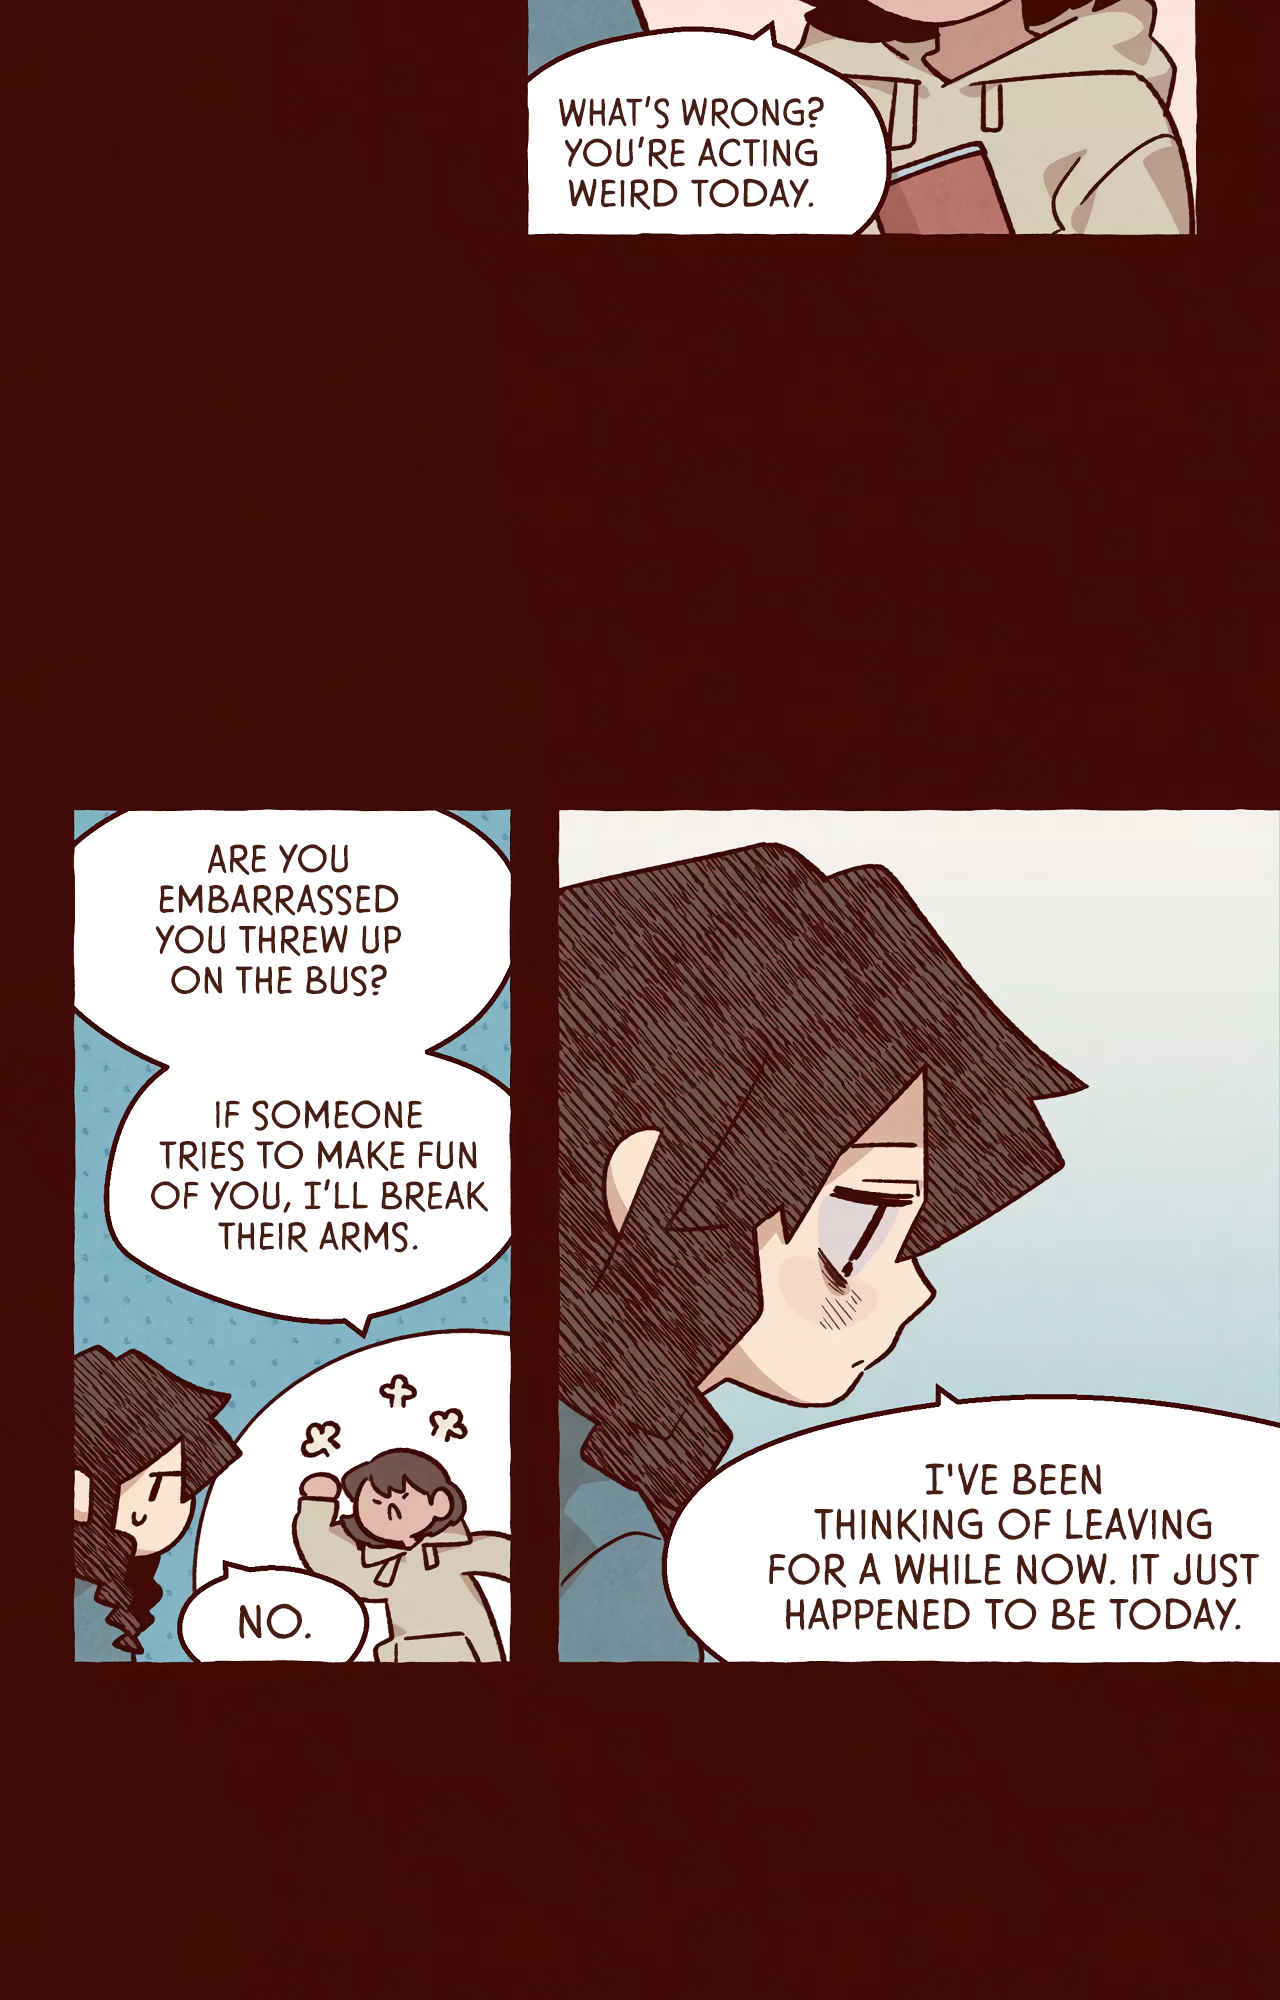 WHAT'S WRONG?
YOU'RE ACTING
WEIRD TODAY.
ARE YOU
EMBARRASSED
YOU THREW UP
ON THE BUS?
IF SOMEONE
TRIES TO MAKE FUN
OF YOU, I'LL BREAK
THEIR ARMS.
NO.
I'VE BEEN
THINKING OF LEAVING
FOR A WHILE NOW. IT JUST
HAPPENED TO BE TODAY.